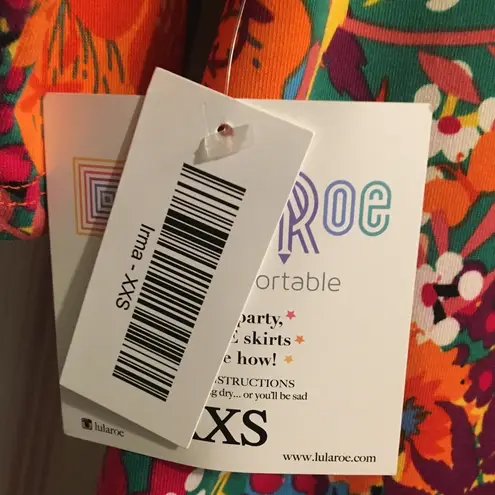 Irma - XXS
Roe
ortable
party,
E skirts
e how!
STRUCTIONS
g dry... or you'll be sad
XS
lularoe
www.lularoe.com